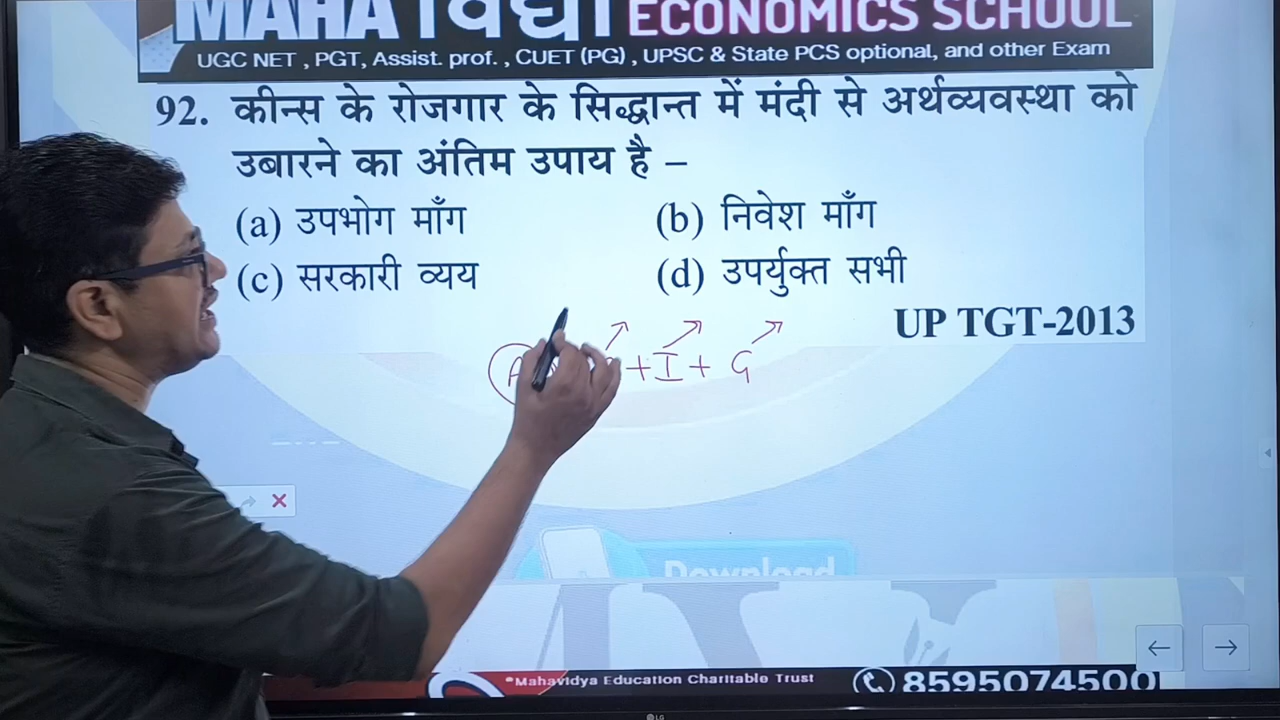 MAHA विद्या ECONOMICS SCHOOL
UGC NET , PGT, Assist. prof. , CUET (PG) , UPSC & State PCS optional, and other Exam
92. कीन्स के रोजगार के सिद्धान्त में मंदी से अर्थव्यवस्था को
उबारने का अंतिम उपाय है –
(a) उपभोग माँग (b) निवेश माँग
(c) सरकारी व्यय (d) उपर्युक्त सभी
UP TGT-2013
+ I + G
Download
*Mahavidya Education Charitable Trust 8595074500
LG